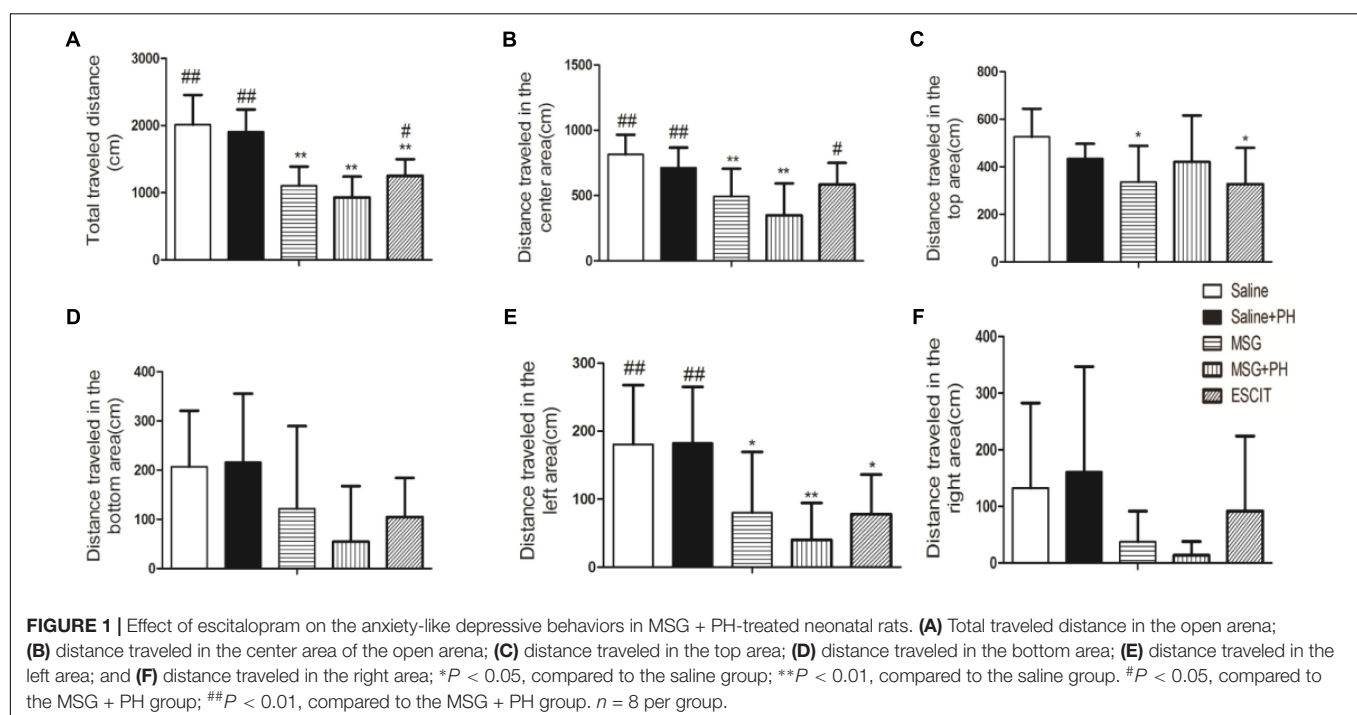 A
Total traveled distance
(cm)
3000
2000
1000
0
##
##
**
**
#
**
B
Distance traveled in the
center area(cm)
1500
1000
500
0
##
##
**
**
#
C
Distance traveled in the
top area(cm)
800
600
400
200
0
*
*
D
Distance traveled in the
bottom area(cm)
400
300
200
100
0
E
Distance traveled in the
left area(cm)
300
200
100
0
##
##
*
**
*
F
Distance traveled in the
right area(cm)
400
300
200
100
0
Saline
Saline+PH
MSG
MSG+PH
ESCIT
FIGURE 1 | Effect of escitalopram on the anxiety-like depressive behaviors in MSG + PH-treated neonatal rats. (A) Total traveled distance in the open arena;
(B) distance traveled in the center area of the open arena; (C) distance traveled in the top area; (D) distance traveled in the bottom area; (E) distance traveled in the
left area; and (F) distance traveled in the right area; *P < 0.05, compared to the saline group; **P < 0.01, compared to the saline group. #P < 0.05, compared to
the MSG + PH group; ##P < 0.01, compared to the MSG + PH group. n = 8 per group.